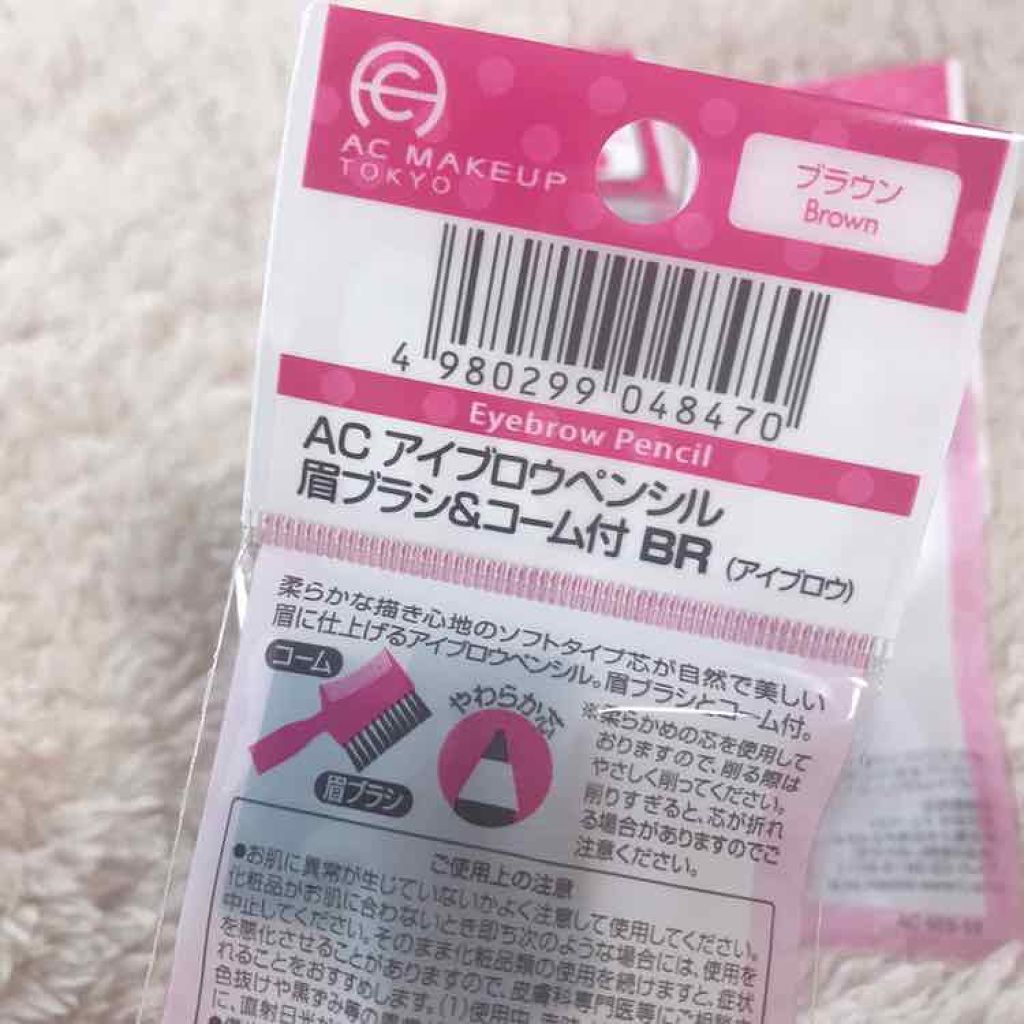 AC MAKEUP
TOKYO
ブラウン
Brown
4 980299 048470
Eyebrow Pencil
AC アイブロウペンシル
眉ブラシ&コーム付 BR (アイブロウ)
柔らかな描き心地のソフトタイプ芯が自然で美しい
眉に仕上げるアイブロウペンシル。眉ブラシとコーム付。
コーム
眉ブラシ
やわらか芯
※柔らかめの芯を使用して
おりますので、削る際は
やさしく削ってください。
削りすぎると、芯が折れ
る場合がありますのでご
注意ください。
ご使用上の注意
●お肌に異常が生じていないかよく注意して使用してください。
化粧品がお肌に合わないとき即ち次のような場合には、使用を
中止してください。そのまま化粧品類の使用を続けますと、症状
を悪化させることがありますので、皮膚科専門医等にご相談
れることをおすすめします。(1)使用中、
色抜けや黒ずみ等の
に、直射日光が